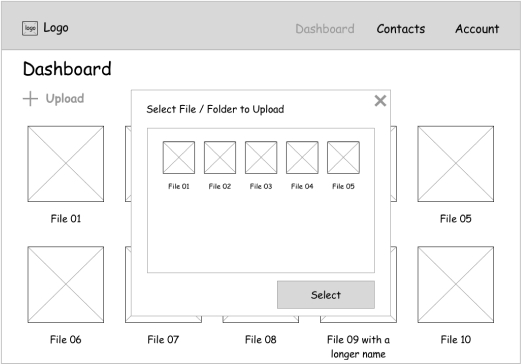 logo Logo Dashboard Contacts Account
Dashboard
+ Upload
Select File / Folder to Upload
File 01 File 02 File 03 File 04 File 05
Select
File 01 File 05
File 06 File 07 File 08 File 09 with a File 10
longer name